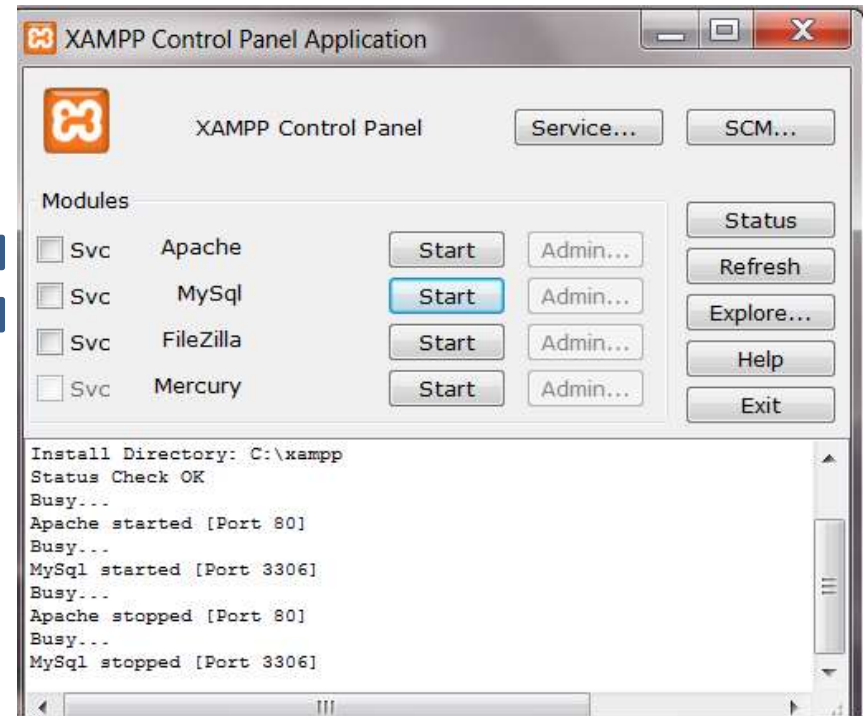 XAMPP Control Panel Application
XAMPP Control Panel
Service...
SCM...
Modules
Svc Apache Start Admin...
Svc MySql Start Admin...
Svc FileZilla Start Admin...
Svc Mercury Start Admin...
Status
Refresh
Explore...
Help
Exit
Install Directory: C:\xampp
Status Check OK
Busy...
Apache started [Port 80]
Busy...
MySql started [Port 3306]
Busy...
Apache stopped [Port 80]
Busy...
MySql stopped [Port 3306]